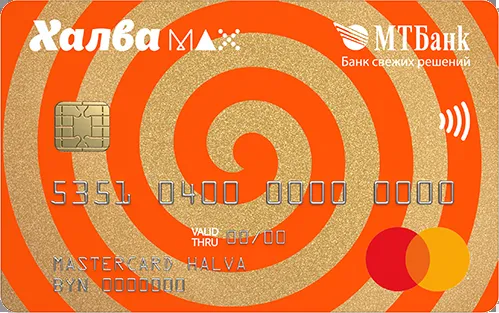 Халва MAX
МТБанк
Банк свежих решений
5351 0400 0000 0000
VALID
THRU 00/00
MASTERCARD HALVA
BYN 0000000